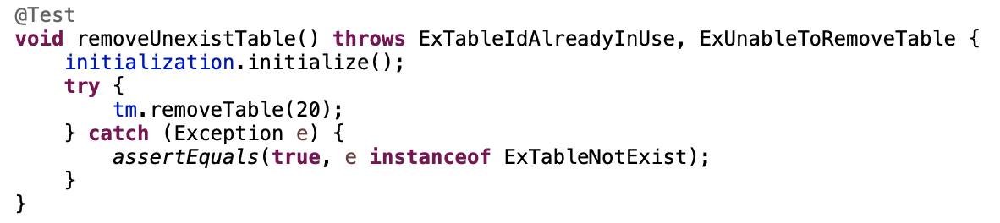 @Test
void removeUnexistTable() throws ExTableIdAlreadyInUse, ExUnableToRemoveTable {
    initialization.initialize();
    try {
        tm.removeTable(20);
    } catch (Exception e) {
        assertEquals(true, e instanceof ExTableNotExist);
    }
}